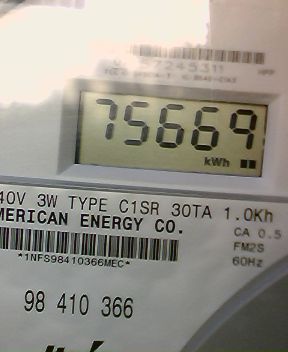 75669
kWh
40V 3W TYPE C1SR 30TA 1.0Kh
MERICAN ENERGY CO.
CA 0.5
FM2S
60Hz
*1NFS98410366MEC*
98 410 366